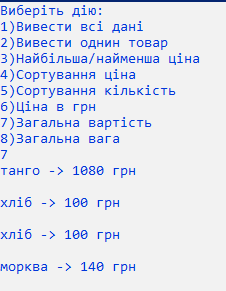 Виберіть дію:
1)Вивести всі дані
2)Вивести однин товар
3)Найбільша/найменша ціна
4)Сортування ціна
5)Сортування кількість
6)Ціна в грн
7)Загальна вартість
8)Загальна вага
7
танго -> 1080 грн
хліб -> 100 грн
хліб -> 100 грн
морква -> 140 грн